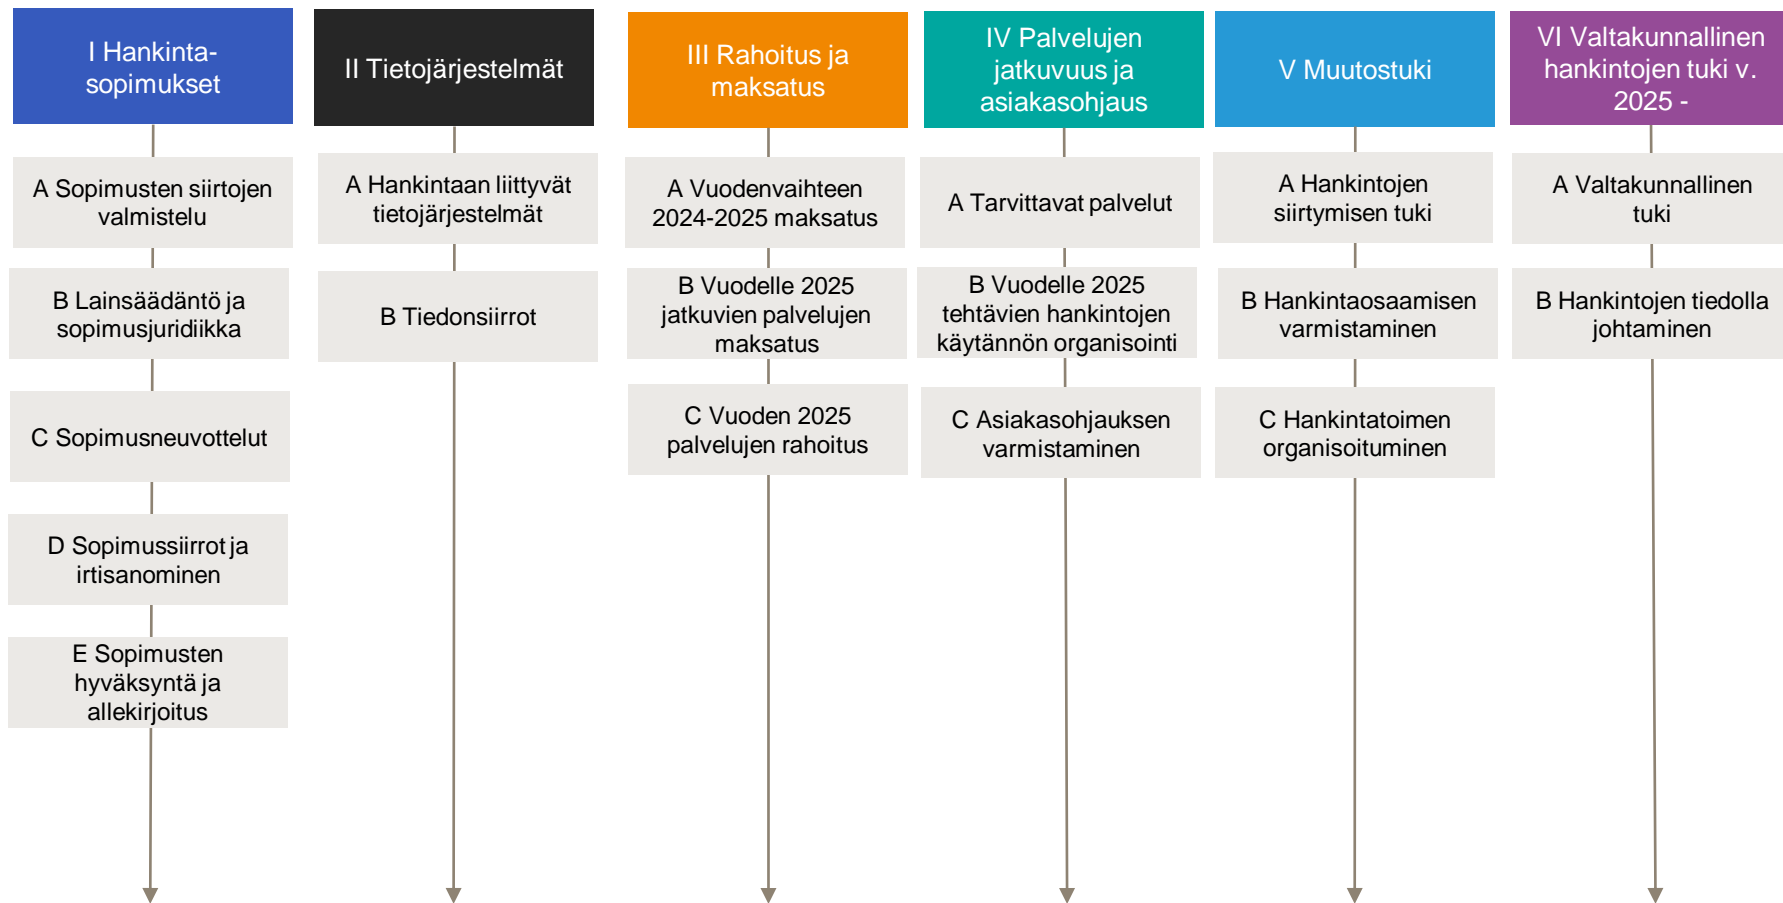 I Hankinta-
sopimukset
A Sopimusten siirtojen
valmistelu
B Lainsäädäntö ja
sopimusjuridiikka
C Sopimusneuvottelut
D Sopimussiirrot ja
irtisanominen
E Sopimusten
hyväksyntä ja
allekirjoitus
II Tietojärjestelmät
A Hankintaan liittyvät
tietojärjestelmät
B Tiedonsiirrot
III Rahoitus ja
maksatus
A Vuodenvaihteen
2024-2025 maksatus
B Vuodelle 2025
jatkuvien palvelujen
maksatus
C Vuoden 2025
palvelujen rahoitus
IV Palvelujen
jatkuvuus ja
asiakasohjaus
A Tarvittavat palvelut
B Vuodelle 2025
tehtävien hankintojen
käytännön organisointi
C Asiakasohjauksen
varmistaminen
V Muutostuki
A Hankintojen
siirtymisen tuki
B Hankintaosaamisen
varmistaminen
C Hankintatoimen
organisoituminen
VI Valtakunnallinen
hankintojen tuki v.
2025 -
A Valtakunnallinen
tuki
B Hankintojen tiedolla
johtaminen